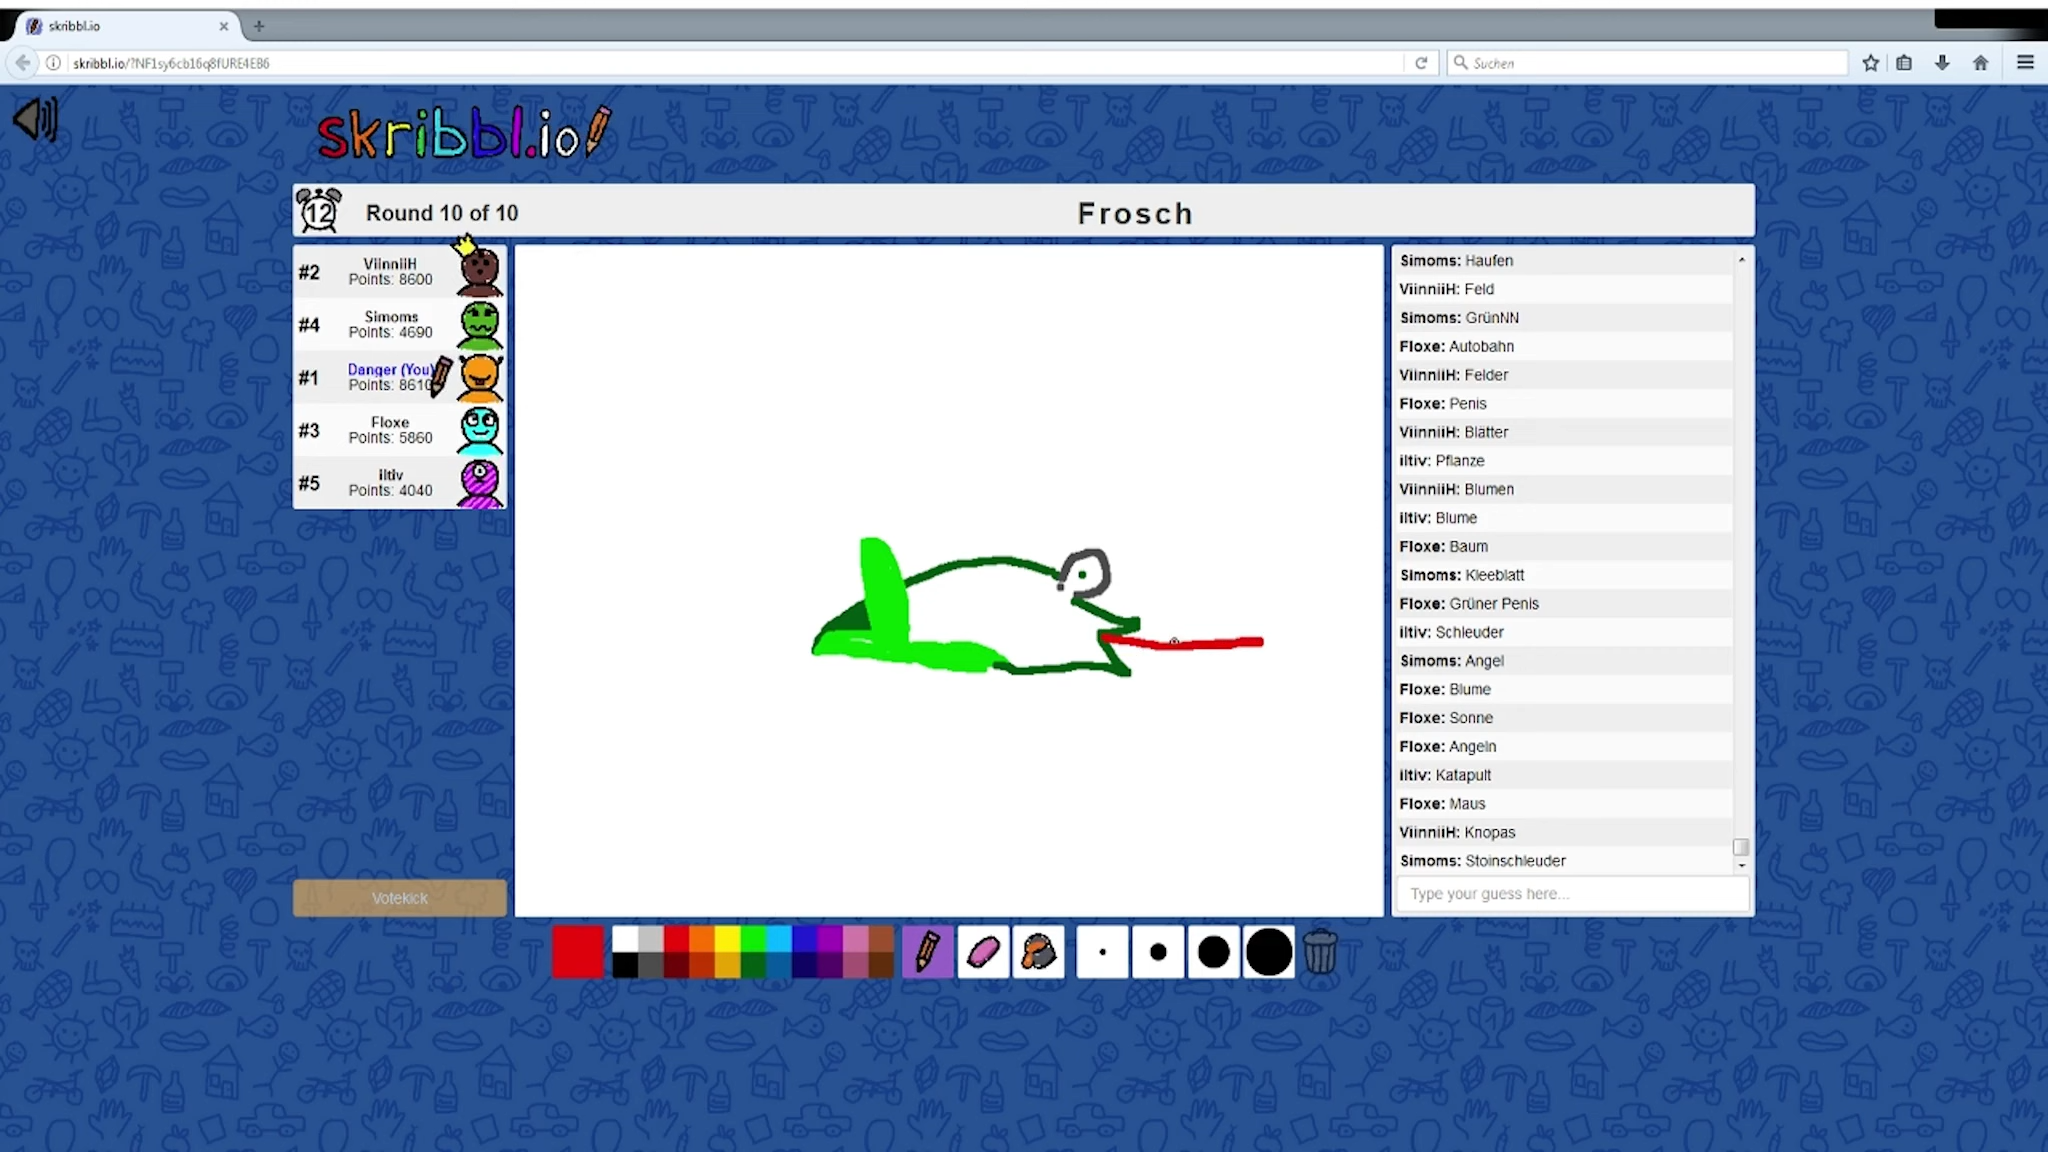 skribbl.io
skribbl.io/?NF1sy6cb16q8fURE4EB6
Suchen
skribbl.io
12
Round 10 of 10
Frosch
#2
ViinniiH
Points: 8600
#4
Simoms
Points: 4690
#1
Danger (You)
Points: 8610
#3
Floxe
Points: 5860
#5
iltiv
Points: 4040
Votekick
Simoms: Haufen
ViinniiH: Feld
Simoms: GrünNN
Floxe: Autobahn
ViinniiH: Felder
Floxe: Penis
ViinniiH: Blätter
iltiv: Pflanze
ViinniiH: Blumen
iltiv: Blume
Floxe: Baum
Simoms: Kleeblatt
Floxe: Grüner Penis
iltiv: Schleuder
Simoms: Angel
Floxe: Blume
Floxe: Sonne
Floxe: Angeln
iltiv: Katapult
Floxe: Maus
ViinniiH: Knopas
Simoms: Stoinschleuder
Type your guess here...